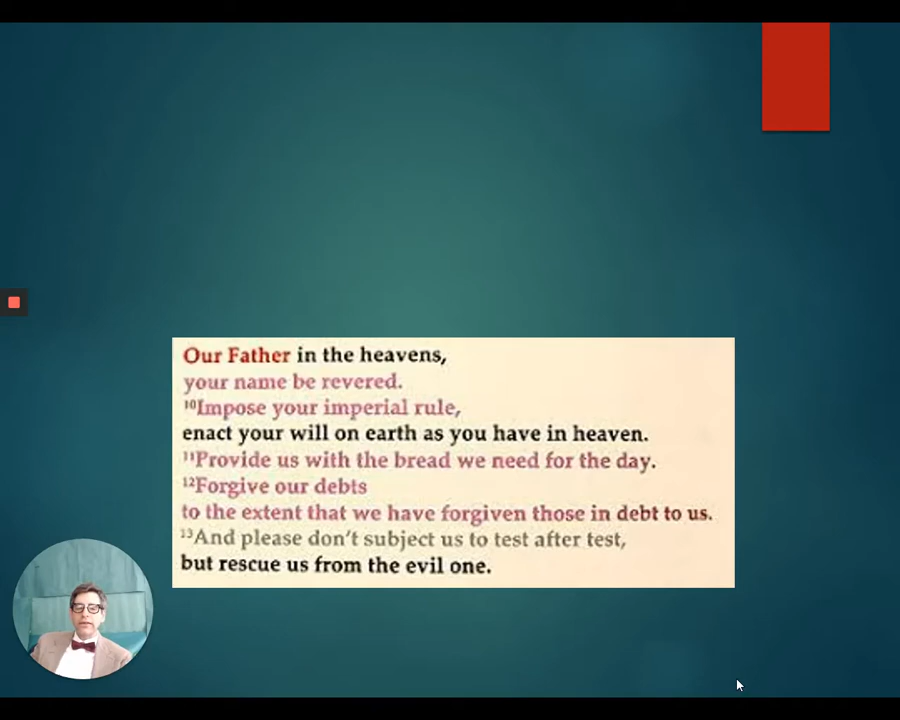 Our Father in the heavens,
your name be revered.
¹⁰Impose your imperial rule,
enact your will on earth as you have in heaven.
¹¹Provide us with the bread we need for the day.
¹²Forgive our debts
to the extent that we have forgiven those in debt to us.
¹³And please don't subject us to test after test,
but rescue us from the evil one.